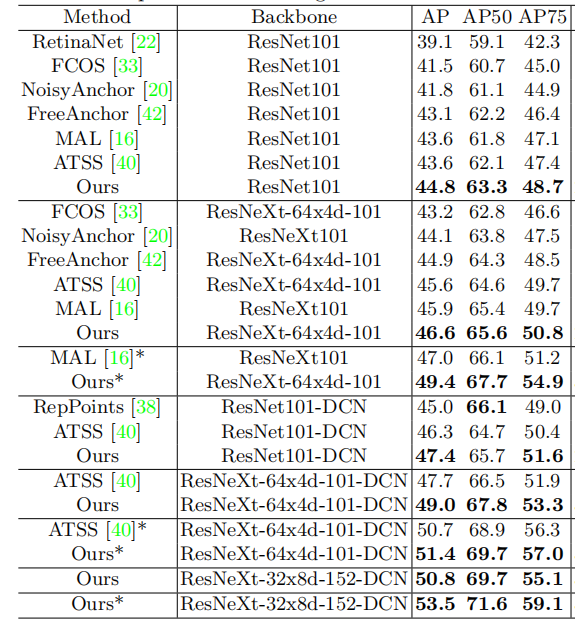 Method Backbone AP AP50 AP75
RetinaNet [22] ResNet101 39.1 59.1 42.3
FCOS [33] ResNet101 41.5 60.7 45.0
NoisyAnchor [20] ResNet101 41.8 61.1 44.9
FreeAnchor [42] ResNet101 43.1 62.2 46.4
MAL [16] ResNet101 43.6 61.8 47.1
ATSS [40] ResNet101 43.6 62.1 47.4
Ours ResNet101 44.8 63.3 48.7
FCOS [33] ResNeXt-64x4d-101 43.2 62.8 46.6
NoisyAnchor [20] ResNeXt101 44.1 63.8 47.5
FreeAnchor [42] ResNeXt-64x4d-101 44.9 64.3 48.5
ATSS [40] ResNeXt-64x4d-101 45.6 64.6 49.7
MAL [16] ResNeXt101 45.9 65.4 49.7
Ours ResNeXt-64x4d-101 46.6 65.6 50.8
MAL [16]* ResNeXt101 47.0 66.1 51.2
Ours* ResNeXt-64x4d-101 49.4 67.7 54.9
RepPoints [38] ResNet101-DCN 45.0 66.1 49.0
ATSS [40] ResNet101-DCN 46.3 64.7 50.4
Ours ResNet101-DCN 47.4 65.7 51.6
ATSS [40] ResNeXt-64x4d-101-DCN 47.7 66.5 51.9
Ours ResNeXt-64x4d-101-DCN 49.0 67.8 53.3
ATSS [40]* ResNeXt-64x4d-101-DCN 50.7 68.9 56.3
Ours* ResNeXt-64x4d-101-DCN 51.4 69.7 57.0
Ours ResNeXt-32x8d-152-DCN 50.8 69.7 55.1
Ours* ResNeXt-32x8d-152-DCN 53.5 71.6 59.1